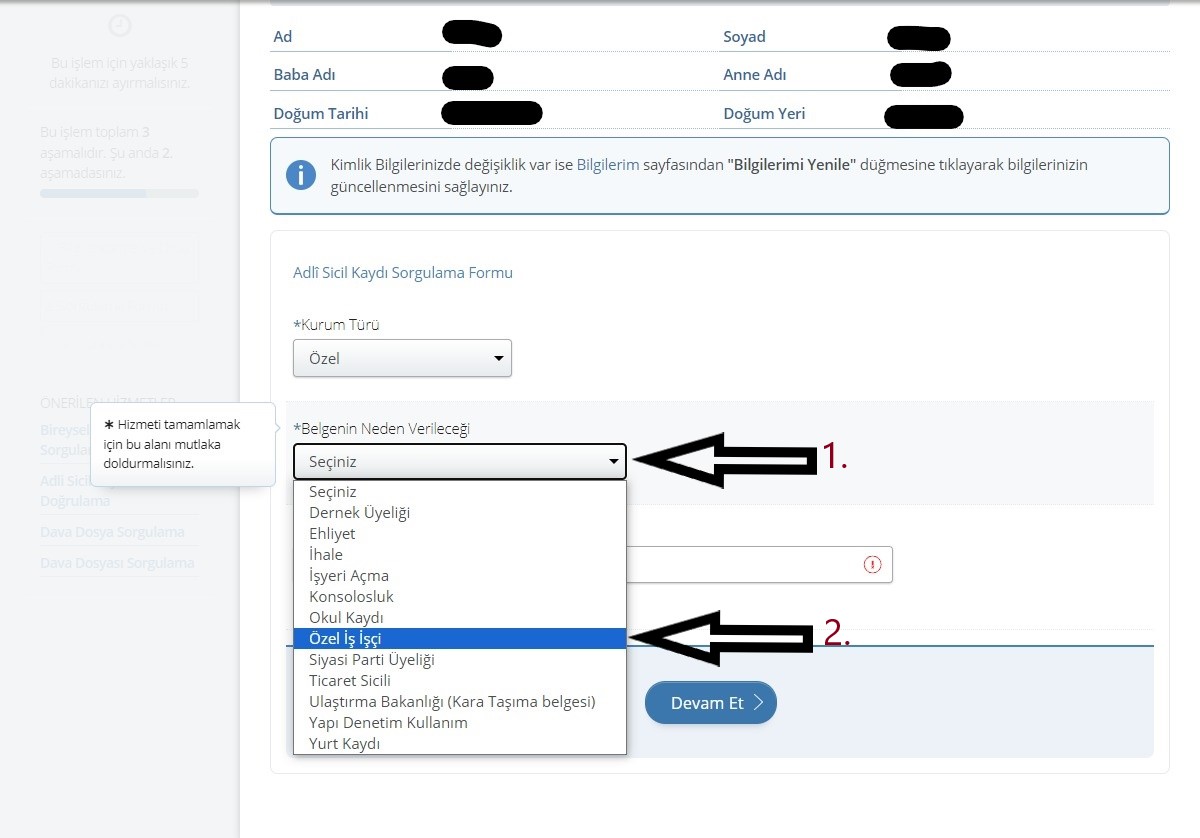 Bu işlem için yaklaşık 5
dakikanızı ayırmalısınız.
Bu işlem toplam 3
aşamalıdır. Şu anda 2.
aşamadasınız.
ÖNERİLEN HİZMETLER
Bireysel
Sorgulama
Adli Sicil
Doğrulama
Dava Dosya Sorgulama
Dava Dosyası Sorgulama
Ad
Soyad
Baba Adı
Anne Adı
Doğum Tarihi
Doğum Yeri
Kimlik Bilgilerinizde değişiklik var ise Bilgilerim sayfasından "Bilgilerimi Yenile" düğmesine tıklayarak bilgilerinizin
güncellenmesini sağlayınız.
Adlî Sicil Kaydı Sorgulama Formu
*Kurum Türü
Özel
* Hizmeti tamamlamak
için bu alanı mutlaka
doldurmalısınız.
*Belgenin Neden Verileceği
Seçiniz
1.
Seçiniz
Dernek Üyeliği
Ehliyet
İhale
İşyeri Açma
Konsolosluk
Okul Kaydı
Özel İş İşçi
2.
Siyasi Parti Üyeliği
Ticaret Sicili
Ulaştırma Bakanlığı (Kara Taşıma belgesi)
Yapı Denetim Kullanım
Yurt Kaydı
Devam Et